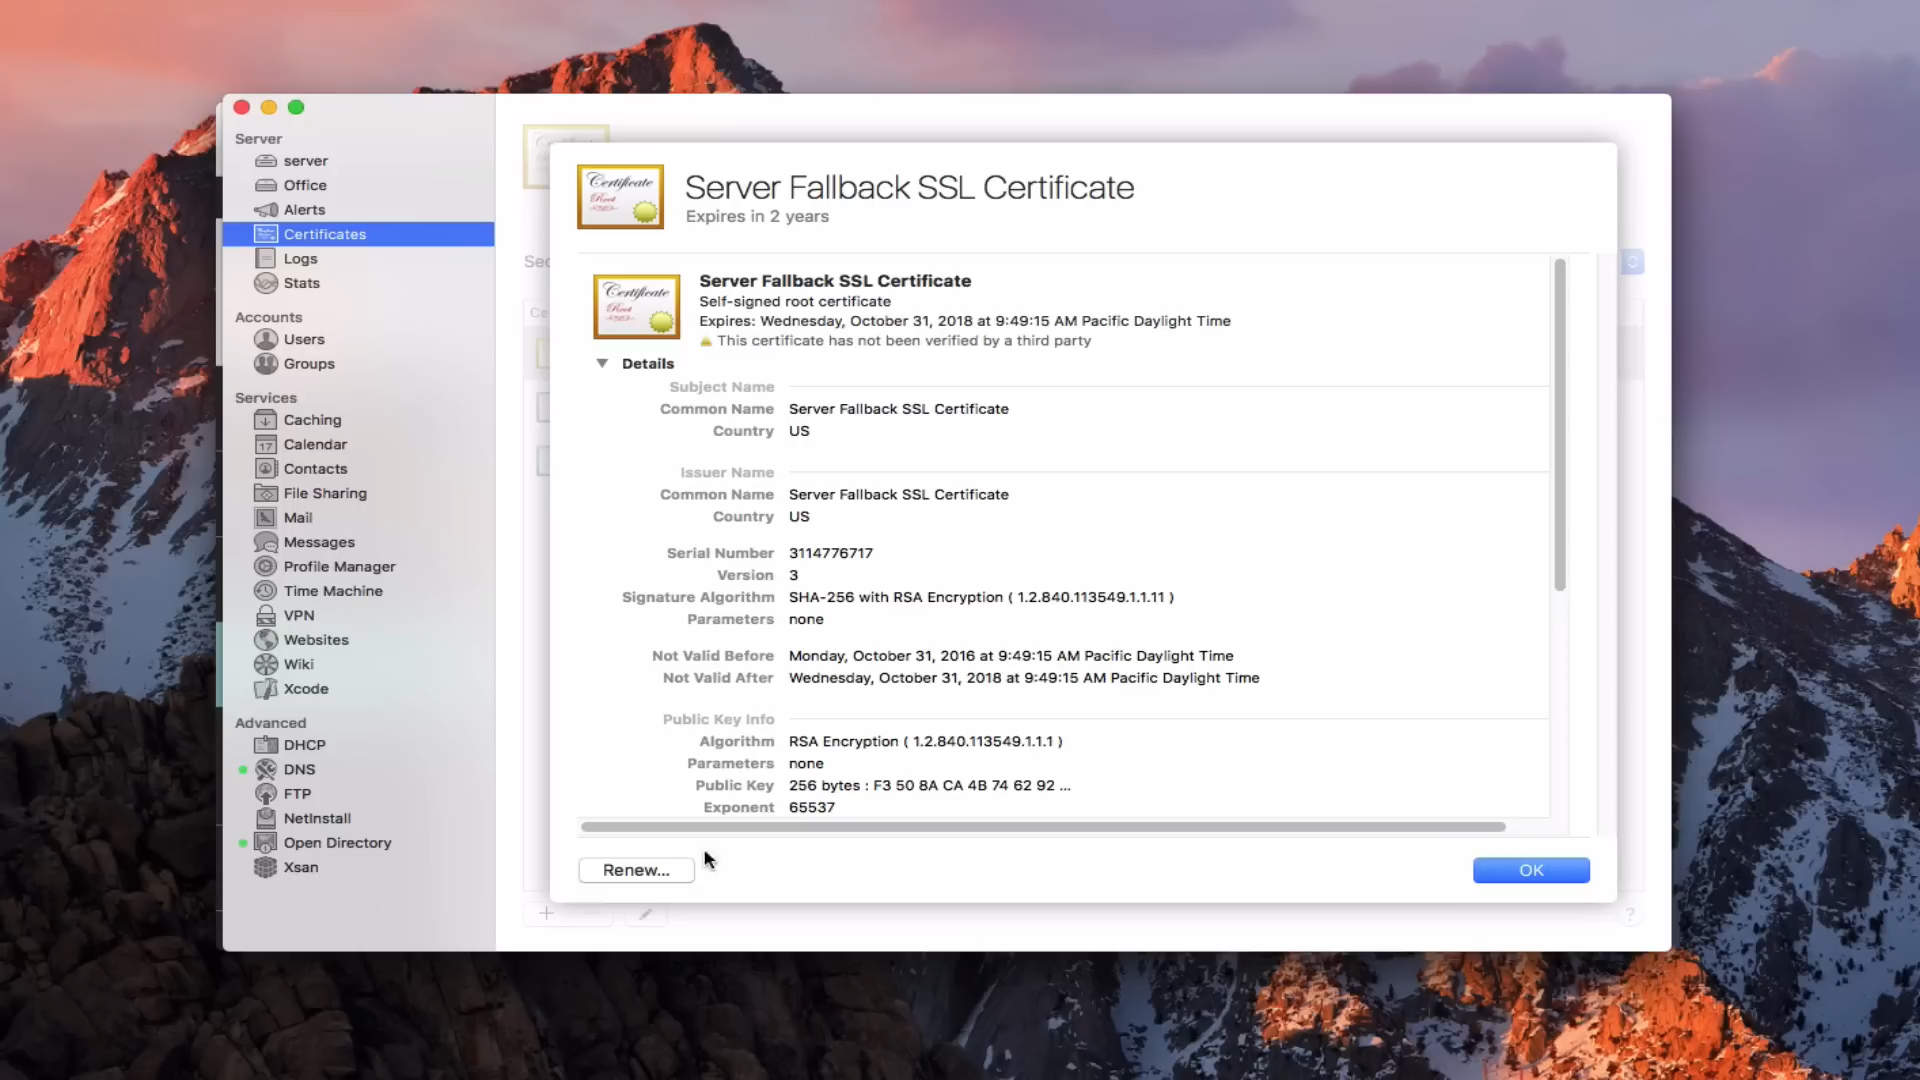 Server
server
Office
Alerts
Certificates
Logs
Stats
Accounts
Users
Groups
Services
Caching
17
Calendar
Contacts
File Sharing
Mail
Messages
Profile Manager
Time Machine
VPN
Websites
Wiki
Xcode
Advanced
DHCP
DNS
FTP
NetInstall
Open Directory
Xsan
Certificate
Root
Server Fallback SSL Certificate
Expires in 2 years
Certificate
Root
Server Fallback SSL Certificate
Self-signed root certificate
Expires: Wednesday, October 31, 2018 at 9:49:15 AM Pacific Daylight Time
This certificate has not been verified by a third party
Details
Subject Name
Common Name Server Fallback SSL Certificate
Country US
Issuer Name
Common Name Server Fallback SSL Certificate
Country US
Serial Number 3114776717
Version 3
Signature Algorithm SHA-256 with RSA Encryption ( 1.2.840.113549.1.1.11 )
Parameters none
Not Valid Before Monday, October 31, 2016 at 9:49:15 AM Pacific Daylight Time
Not Valid After Wednesday, October 31, 2018 at 9:49:15 AM Pacific Daylight Time
Public Key Info
Algorithm RSA Encryption ( 1.2.840.113549.1.1.1 )
Parameters none
Public Key 256 bytes : F3 50 8A CA 4B 74 62 92 ...
Exponent 65537
Renew...
OK
?